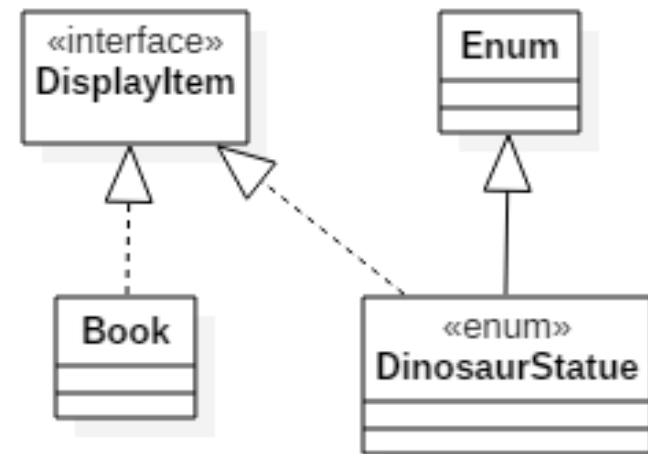 «interface»
DisplayItem
Enum
Book
«enum»
DinosaurStatue